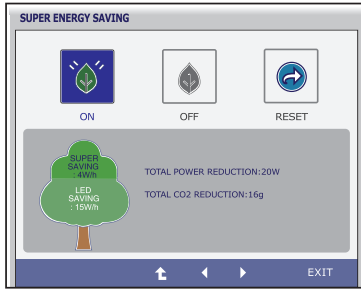 SUPER ENERGY SAVING
ON
OFF
RESET
SUPER
SAVING
: 4W/h
LED
SAVING
: 15W/h
TOTAL POWER REDUCTION:20W
TOTAL CO2 REDUCTION:16g
EXIT